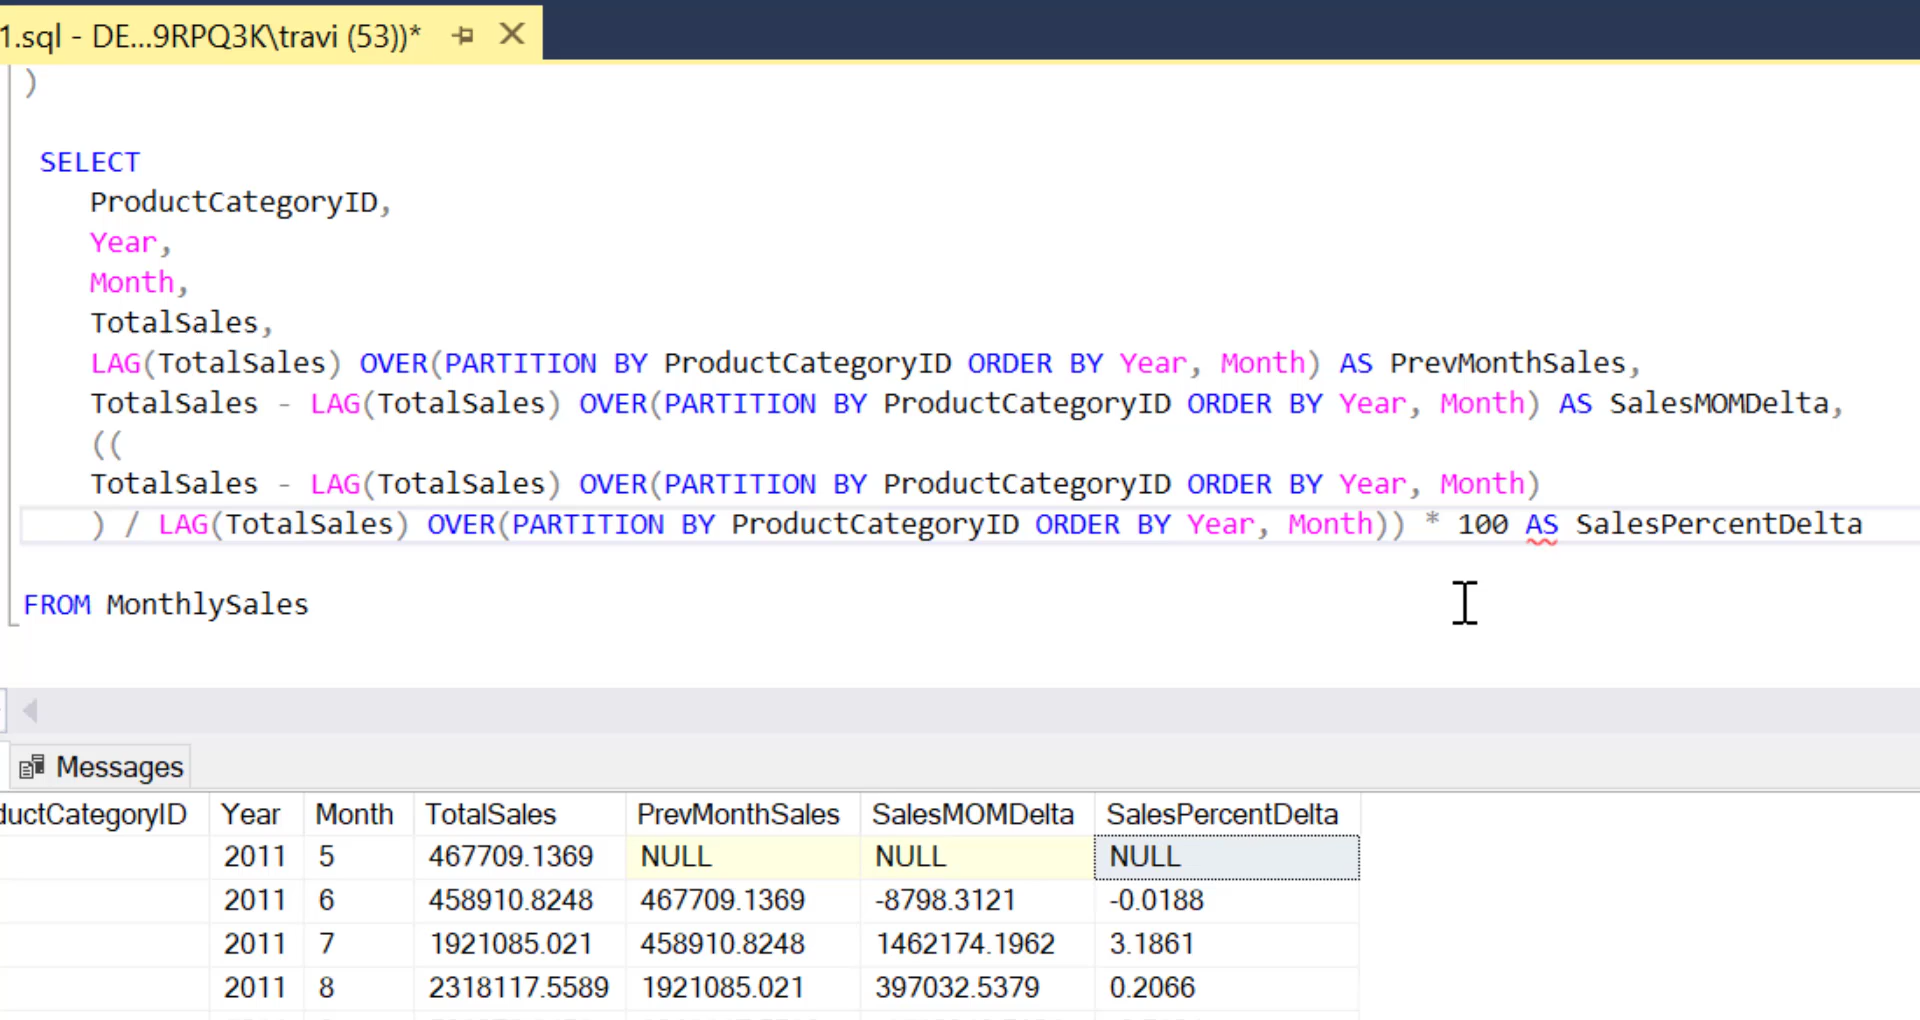 1.sql - DE...9RPQ3K\travi (53))*
)
SELECT
ProductCategoryID,
Year,
Month,
TotalSales,
LAG(TotalSales) OVER(PARTITION BY ProductCategoryID ORDER BY Year, Month) AS PrevMonthSales,
TotalSales - LAG(TotalSales) OVER(PARTITION BY ProductCategoryID ORDER BY Year, Month) AS SalesMOMDelta,
((
TotalSales - LAG(TotalSales) OVER(PARTITION BY ProductCategoryID ORDER BY Year, Month)
) / LAG(TotalSales) OVER(PARTITION BY ProductCategoryID ORDER BY Year, Month)) * 100 AS SalesPercentDelta
FROM MonthlySales
Messages
ductCategoryID Year Month TotalSales PrevMonthSales SalesMOMDelta SalesPercentDelta
2011 5 467709.1369 NULL NULL NULL
2011 6 458910.8248 467709.1369 -8798.3121 -0.0188
2011 7 1921085.021 458910.8248 1462174.1962 3.1861
2011 8 2318117.5589 1921085.021 397032.5379 0.2066